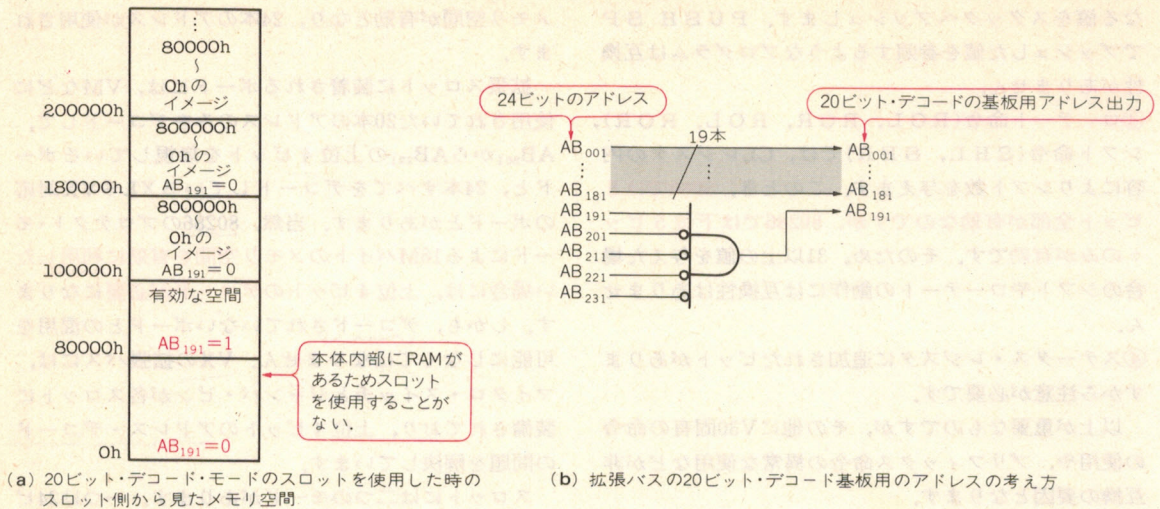 ⋮
80000h
〜
0hの
イメージ
200000h
80000h
〜
0hの
イメージ
AB₁₉₁=0
180000h
80000h
〜
0hの
イメージ
AB₁₉₁=0
100000h
有効な空間
AB₁₉₁=1
80000h
AB₁₉₁=0
0h
本体内部にRAMが
あるためスロット
を使用することが
ない.
(a) 20ビット・デコード・モードのスロットを使用した時の
スロット側から見たメモリ空間
24ビットのアドレス
20ビット・デコードの基板用アドレス出力
19本
AB₀₀₁
⋮
AB₁₈₁
AB₁₉₁
AB₂₀₁
AB₂₁₁
AB₂₂₁
AB₂₃₁
⋮
AB₀₀₁
⋮
AB₁₈₁
AB₁₉₁
(b) 拡張バスの20ビット・デコード基板用のアドレスの考え方